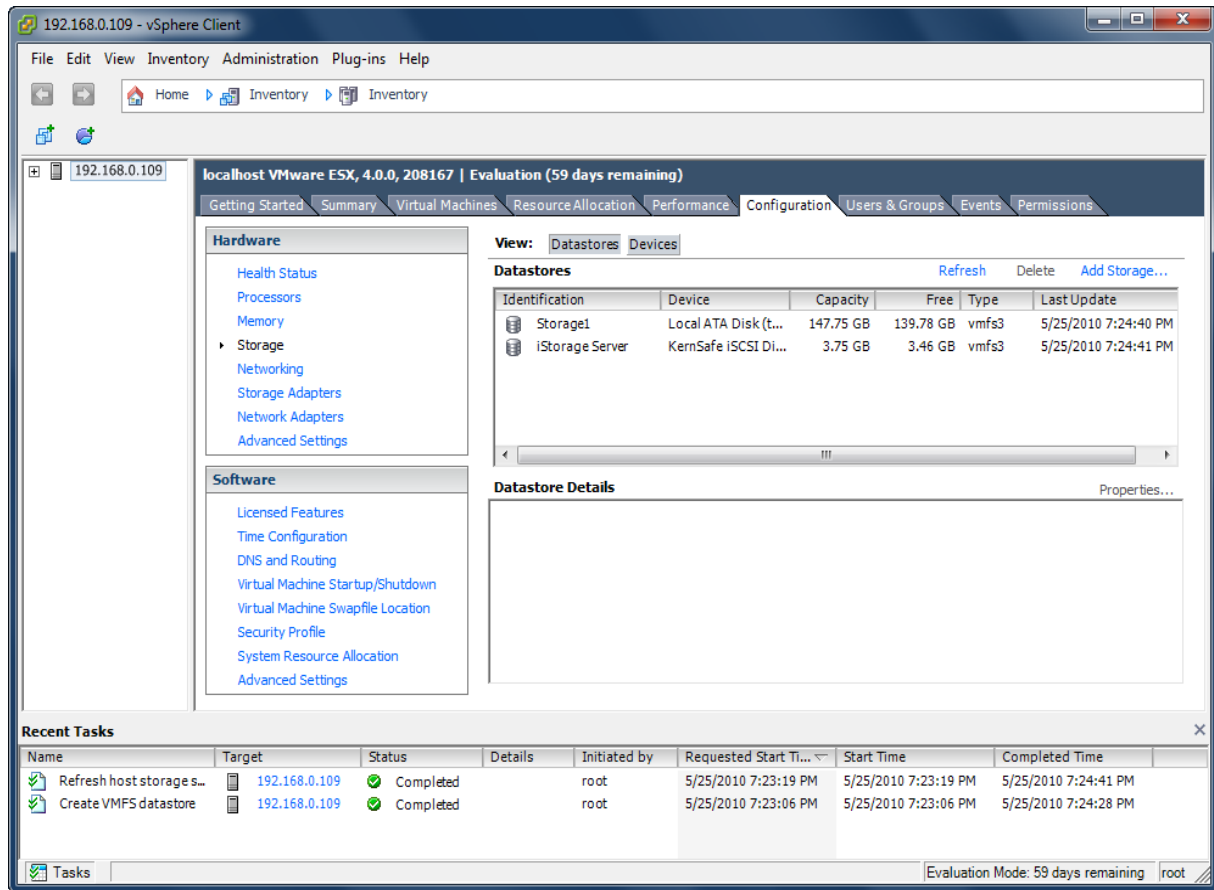 192.168.0.109 - vSphere Client
File Edit View Inventory Administration Plug-ins Help
Home Inventory Inventory
192.168.0.109
localhost VMware ESX, 4.0.0, 208167 | Evaluation (59 days remaining)
Getting Started Summary Virtual Machines Resource Allocation Performance Configuration Users & Groups Events Permissions
Hardware
Health Status
Processors
Memory
Storage
Networking
Storage Adapters
Network Adapters
Advanced Settings
Software
Licensed Features
Time Configuration
DNS and Routing
Virtual Machine Startup/Shutdown
Virtual Machine Swapfile Location
Security Profile
System Resource Allocation
Advanced Settings
View: Datastores Devices
Datastores Refresh Delete Add Storage...
Identification Device Capacity Free Type Last Update
Storage1 Local ATA Disk (t... 147.75 GB 139.78 GB vmfs3 5/25/2010 7:24:40 PM
iStorage Server KernSafe iSCSI Di... 3.75 GB 3.46 GB vmfs3 5/25/2010 7:24:41 PM
Datastore Details Properties...
Recent Tasks
Name Target Status Details Initiated by Requested Start Ti... Start Time Completed Time
Refresh host storage s... 192.168.0.109 Completed root 5/25/2010 7:23:19 PM 5/25/2010 7:23:19 PM 5/25/2010 7:24:41 PM
Create VMFS datastore 192.168.0.109 Completed root 5/25/2010 7:23:06 PM 5/25/2010 7:23:06 PM 5/25/2010 7:24:28 PM
Tasks Evaluation Mode: 59 days remaining root